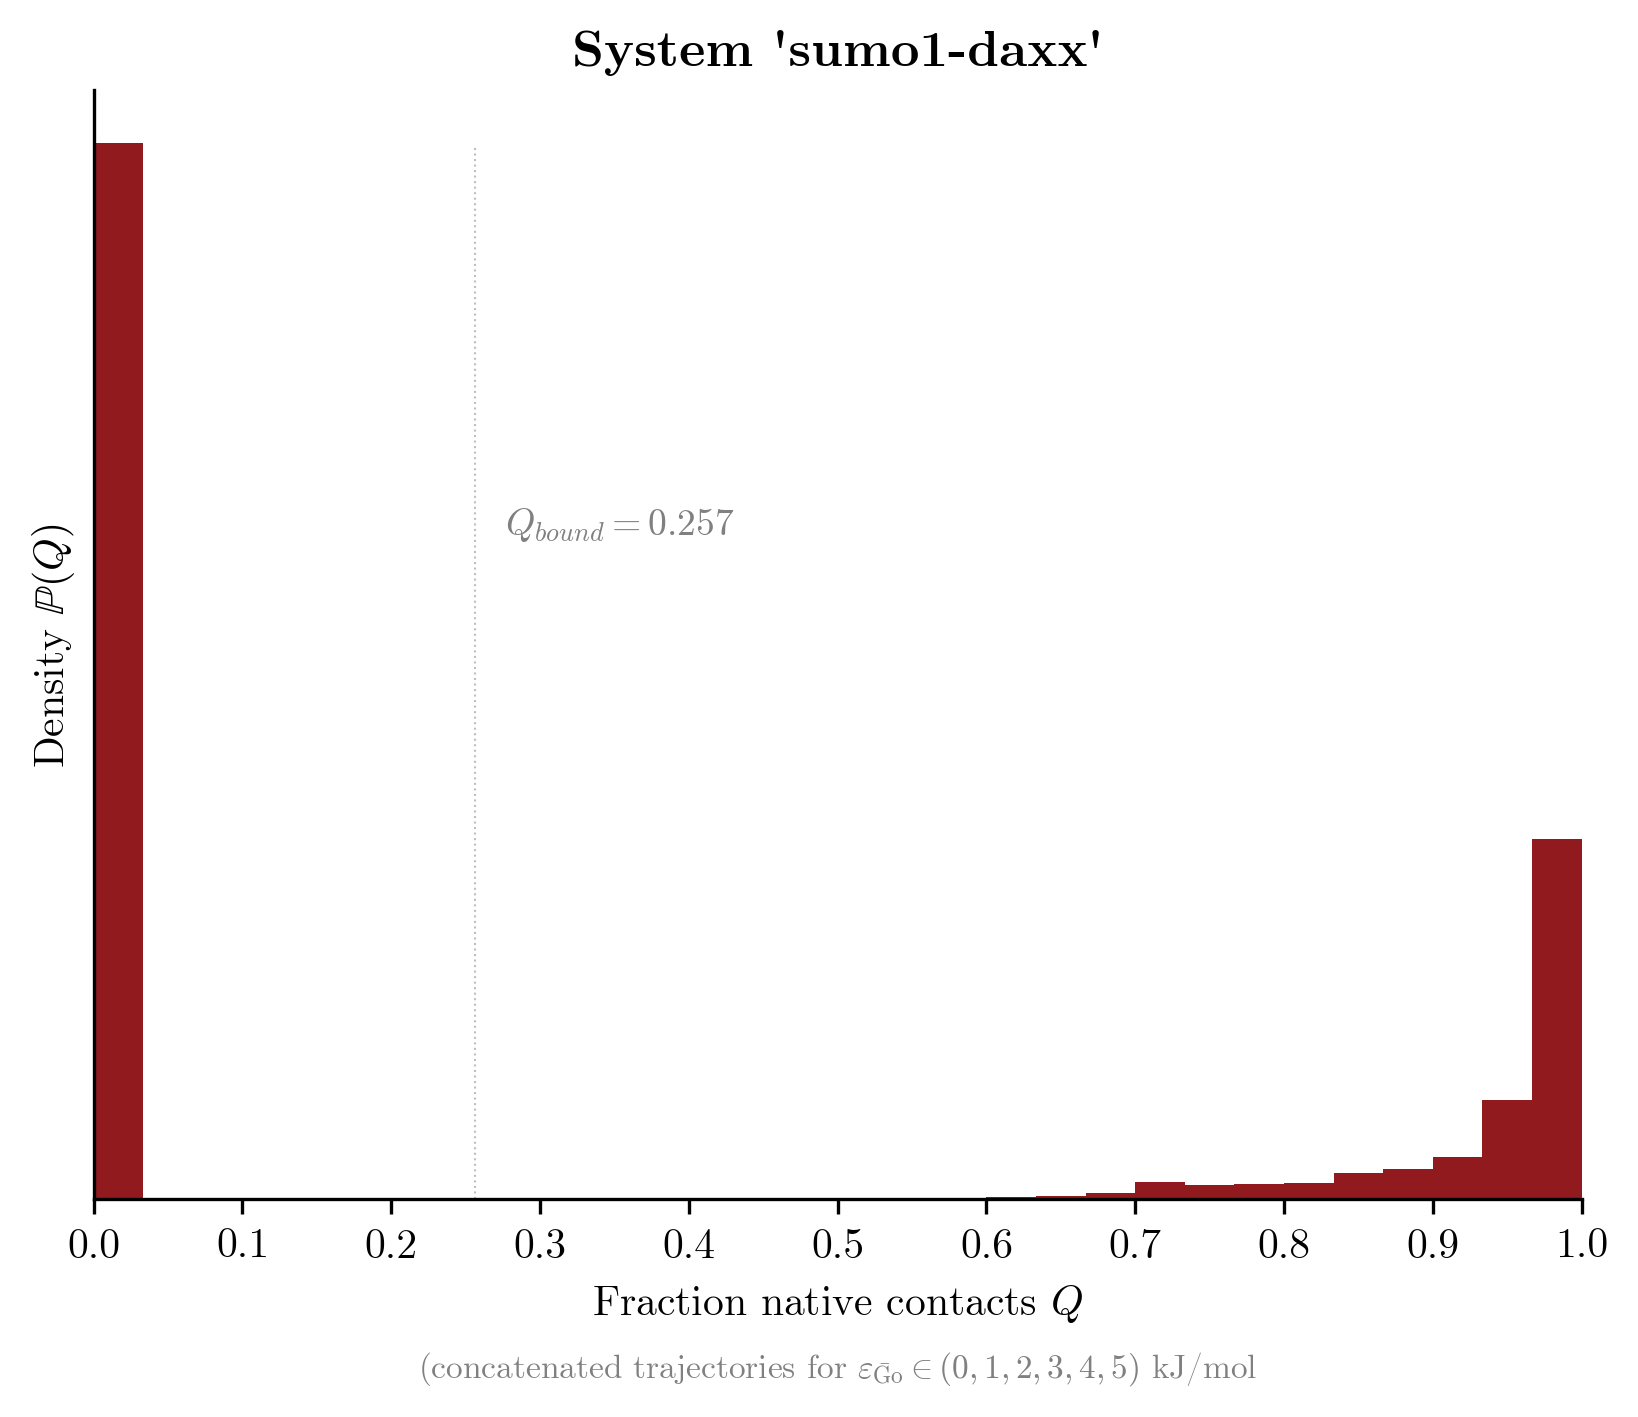 System 'sumo1-daxx'
Density ℙ(Q)
Q_bound = 0.257
0.0 0.1 0.2 0.3 0.4 0.5 0.6 0.7 0.8 0.9 1.0
Fraction native contacts Q
(concatenated trajectories for ε_Ḡo ∈ (0, 1, 2, 3, 4, 5) kJ/mol